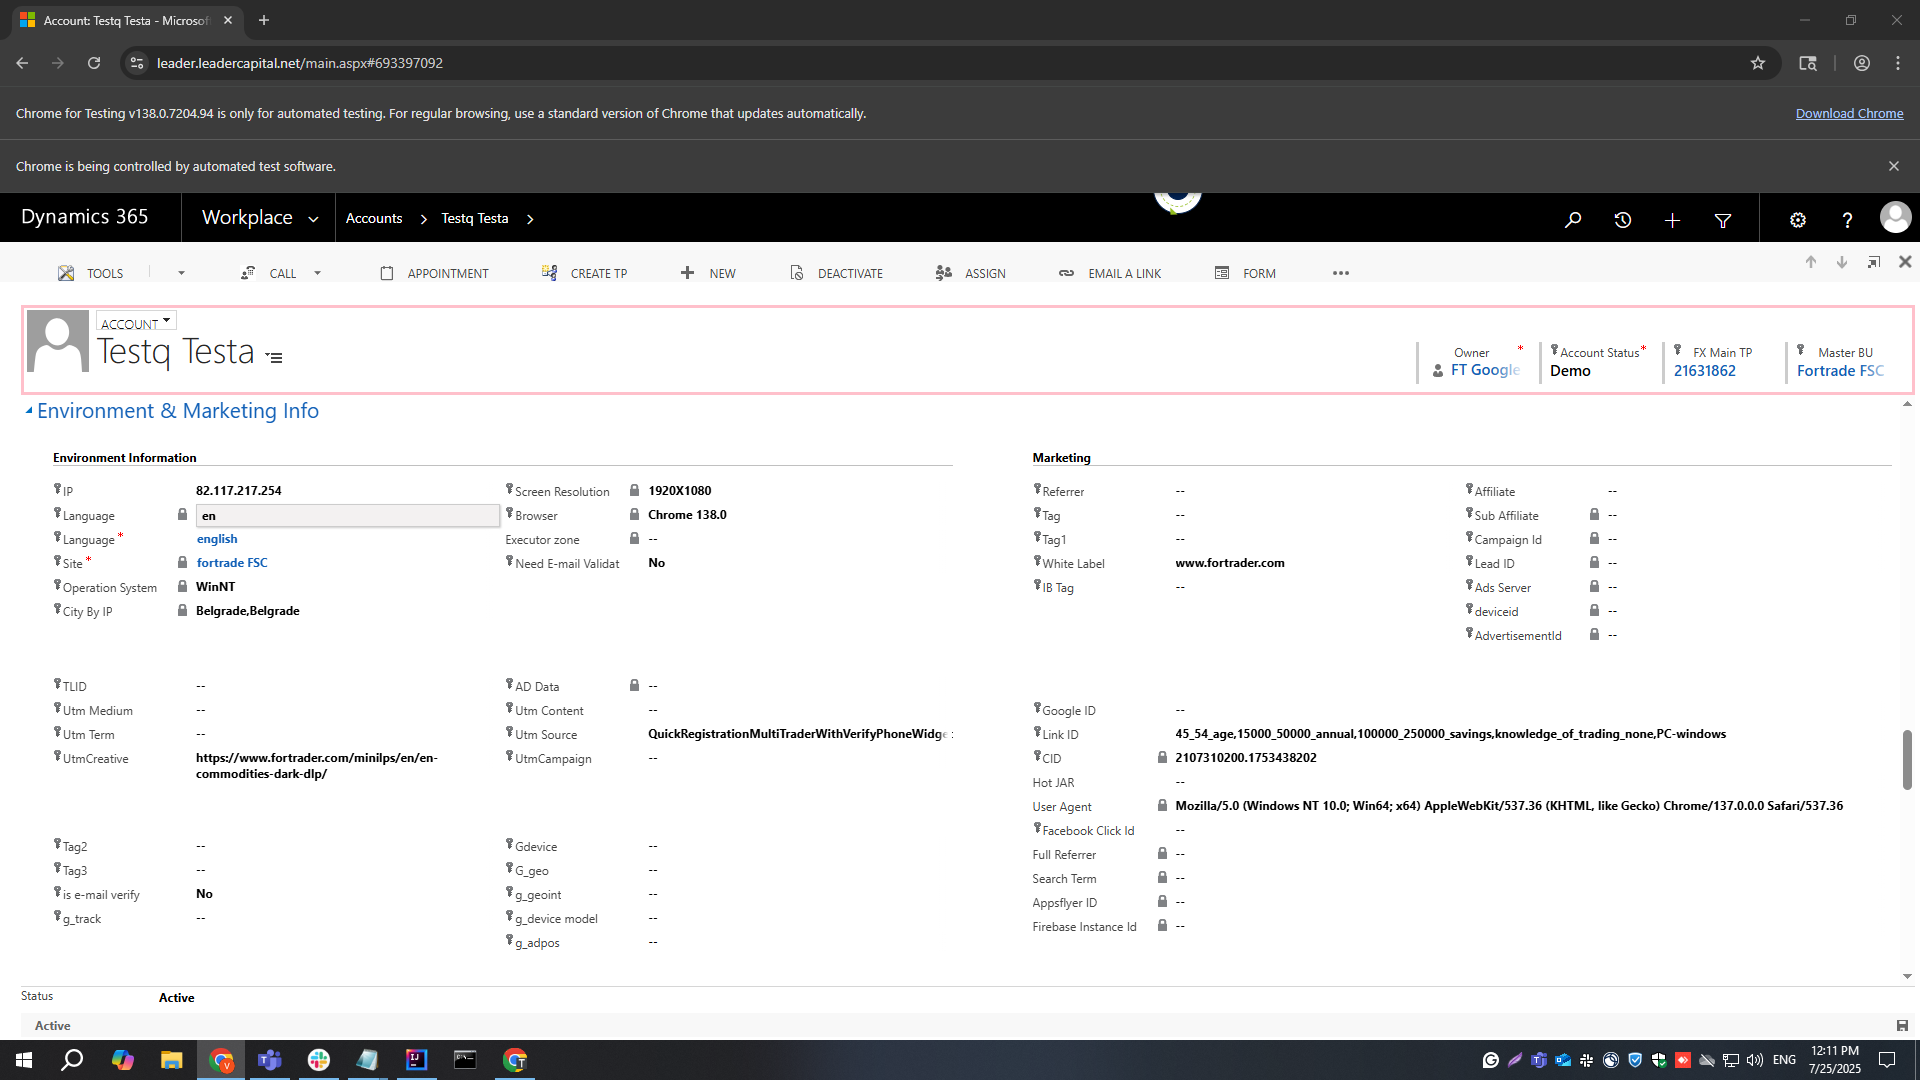 Account: Testq Testa - Microsof
leader.leadercapital.net/main.aspx#693397092
Chrome for Testing v138.0.7204.94 is only for automated testing. For regular browsing, use a standard version of Chrome that updates automatically.
Download Chrome
Chrome is being controlled by automated test software.
Dynamics 365
Workplace
Accounts
Testq Testa
TOOLS
CALL
APPOINTMENT
CREATE TP
NEW
DEACTIVATE
ASSIGN
EMAIL A LINK
FORM
ACCOUNT
Testq Testa
Owner *
FT Google
Account Status *
Demo
FX Main TP
21631862
Master BU
Fortrade FSC
Environment & Marketing Info
Environment Information
IP 82.117.217.254
Language en
Language * english
Site * fortrade FSC
Operation System WinNT
City By IP Belgrade,Belgrade
Screen Resolution 1920X1080
Browser Chrome 138.0
Executor zone --
Need E-mail Validat No
Marketing
Referrer --
Tag --
Tag1 --
White Label www.fortrader.com
IB Tag --
Affiliate --
Sub Affiliate --
Campaign Id --
Lead ID --
Ads Server --
deviceid --
AdvertisementId --
TLID --
Utm Medium --
Utm Term --
UtmCreative https://www.fortrader.com/minilps/en/en-
commodities-dark-dlp/
AD Data --
Utm Content --
Utm Source QuickRegistrationMultiTraderWithVerifyPhoneWidge
UtmCampaign --
Google ID --
Link ID 45_54_age,15000_50000_annual,100000_250000_savings,knowledge_of_trading_none,PC-windows
CID 2107310200.1753438202
Hot JAR --
User Agent Mozilla/5.0 (Windows NT 10.0; Win64; x64) AppleWebKit/537.36 (KHTML, like Gecko) Chrome/137.0.0.0 Safari/537.36
Facebook Click Id --
Full Referrer --
Search Term --
Appsflyer ID --
Firebase Instance Id --
Tag2 --
Tag3 --
is e-mail verify No
g_track --
Gdevice --
G_geo --
g_geoint --
g_device model --
g_adpos --
Status Active
Active
ENG
12:11 PM
7/25/2025